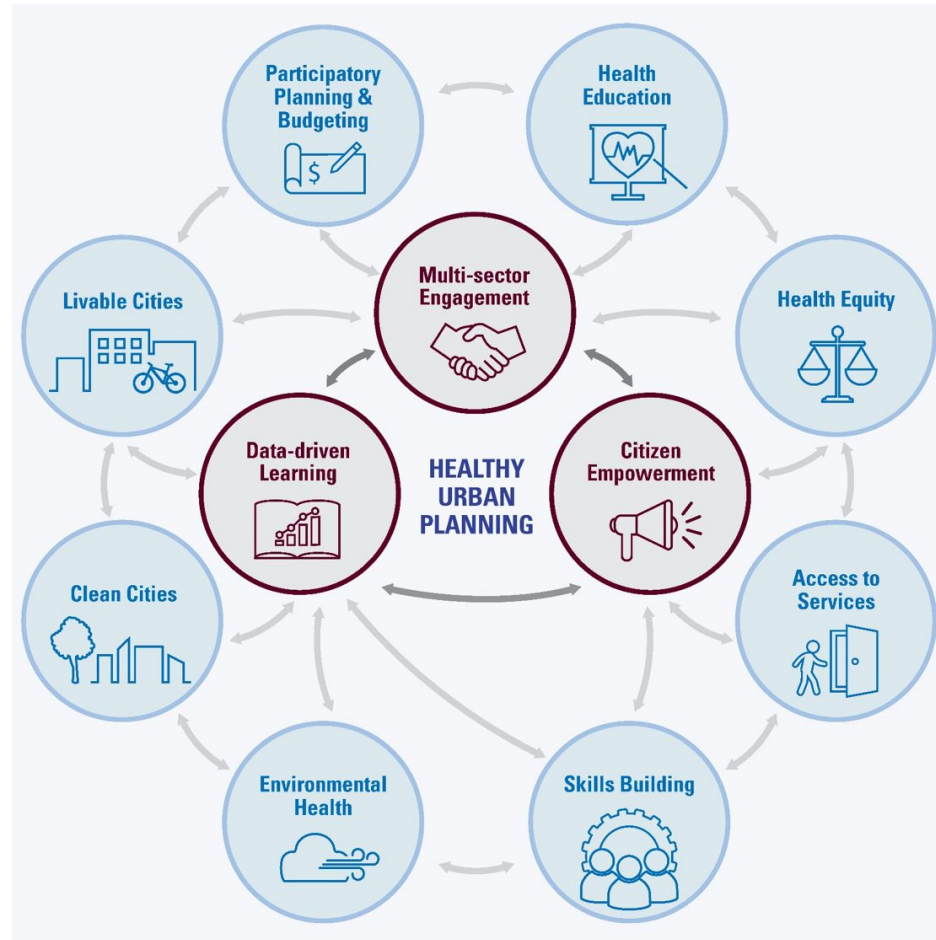 Participatory
Planning &
Budgeting
$
Health
Education
Multi-sector
Engagement
Livable Cities
Health Equity
Data-driven
Learning
HEALTHY
URBAN
PLANNING
Citizen
Empowerment
Clean Cities
Access to
Services
Environmental
Health
Skills Building